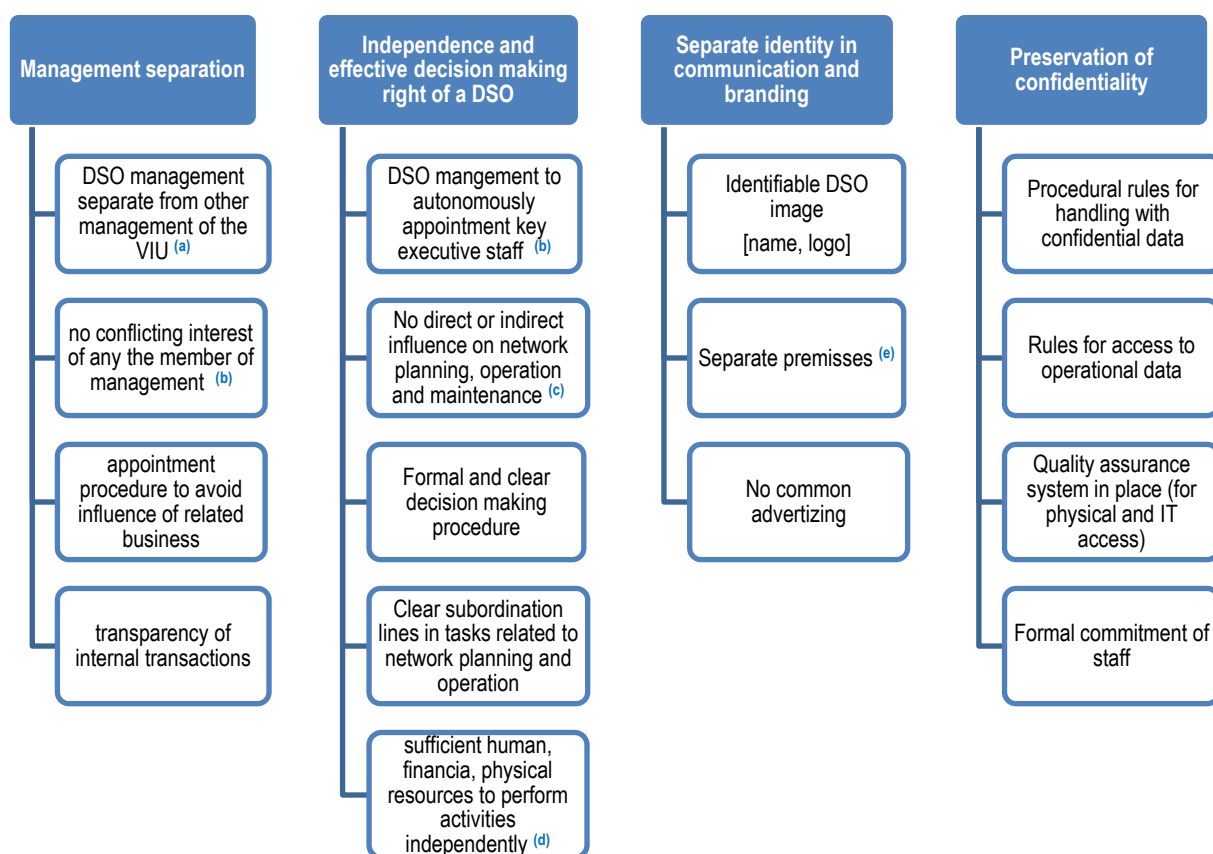 Management separation
DSO management
separate from other
management of the
VIU (a)
no conflicting interest
of any the member of
management (b)
appointment
procedure to avoid
influence of related
business
transparency of
internal transactions
Independence and
effective decision making
right of a DSO
DSO mangement to
autonomously
appointment key
executive staff (b)
No direct or indirect
influence on network
planning, operation
and maintenance (c)
Formal and clear
decision making
procedure
Clear subordination
lines in tasks related to
network planning and
operation
sufficient human,
financia, physical
resources to perform
activities
independently (d)
Separate identity in
communication and
branding
Identifiable DSO
image
[name, logo]
Separate premisses (e)
No common
advertizing
Preservation of
confidentiality
Procedural rules for
handling with
confidential data
Rules for access to
operational data
Quality assurance
system in place (for
physical and IT
access)
Formal commitment of
staff